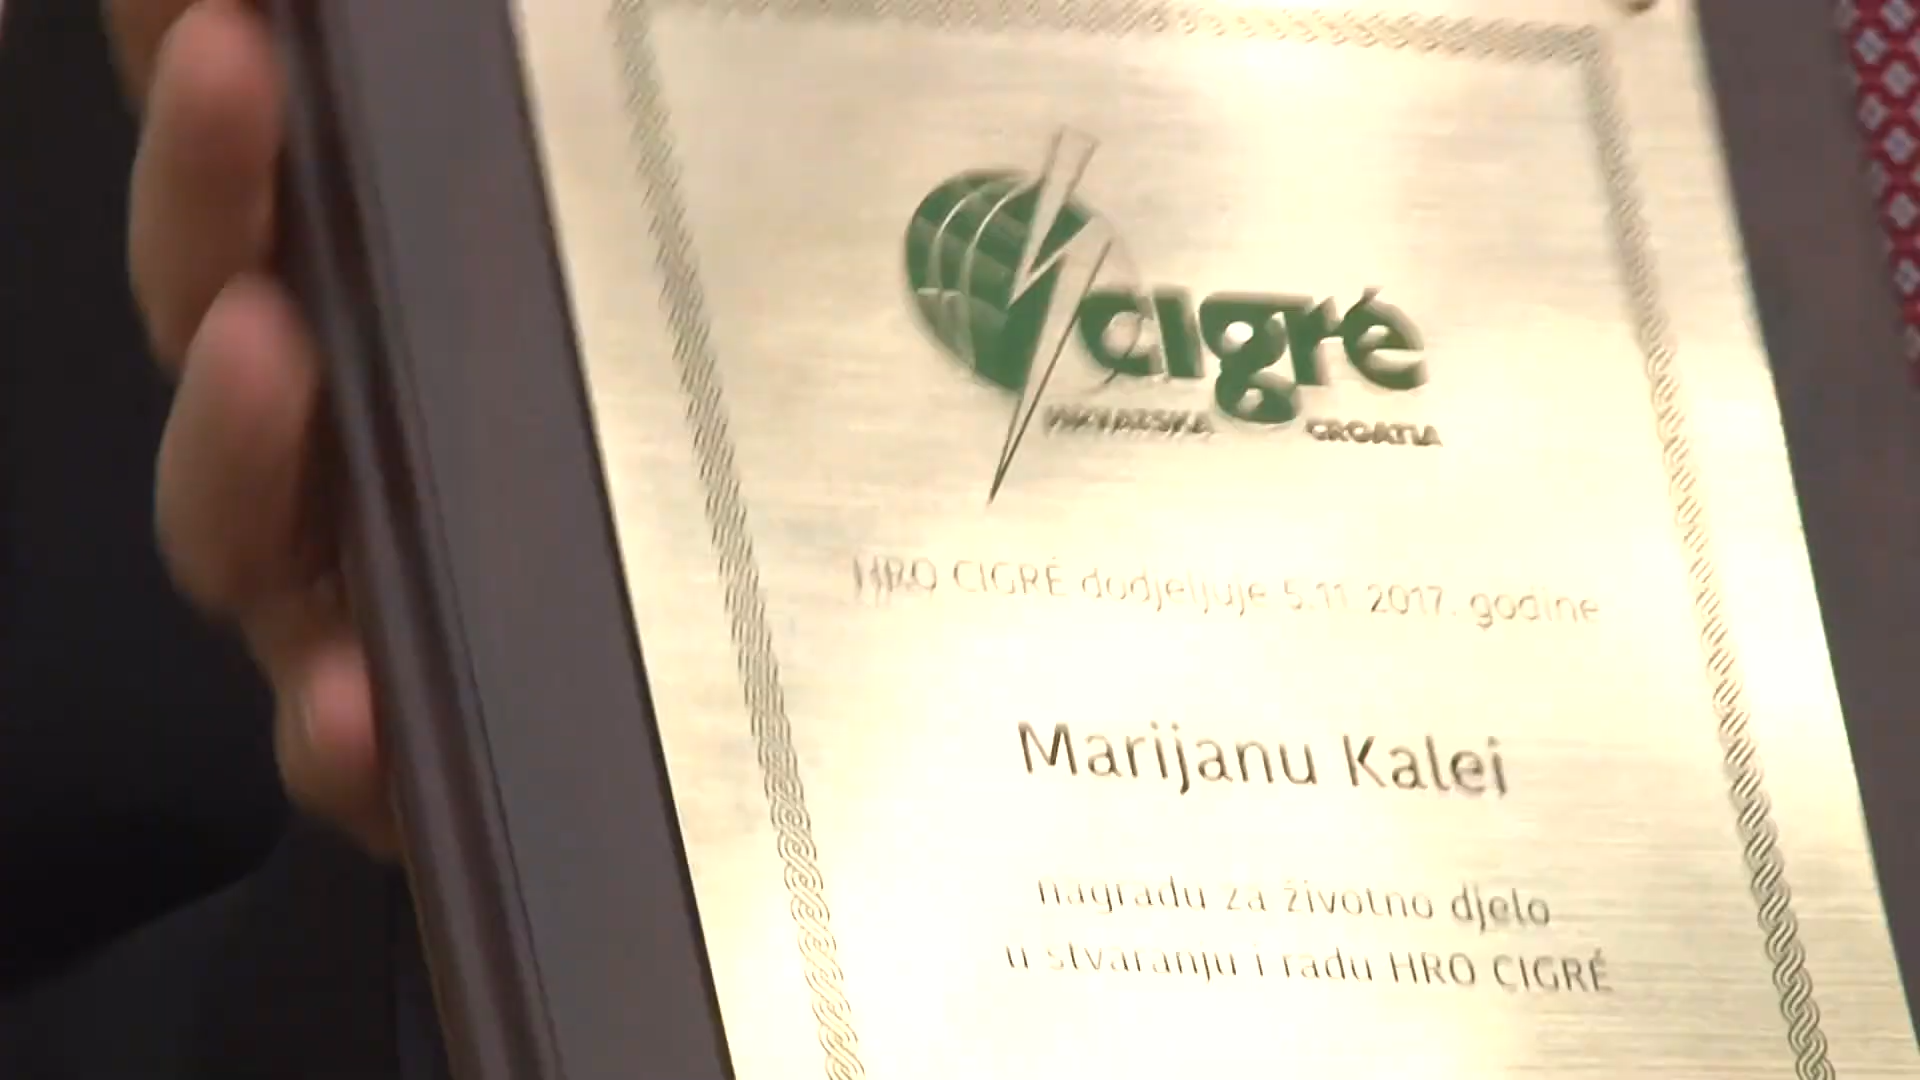 cigré
HRVATSKA CROATIA
HRO CIGRÉ dodjeljuje 5.11.2017. godine
Marijanu Kalei
nagradu za životno djelo
u stvaranju i radu HRO CIGRÉ